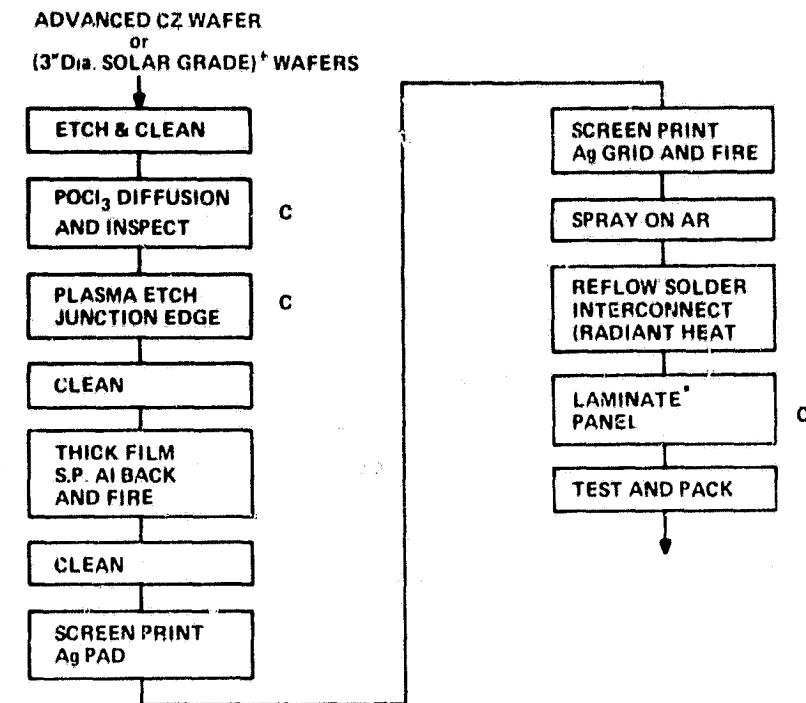 ADVANCED CZ WAFER
or
(3"Dia. SOLAR GRADE)+ WAFERS
ETCH & CLEAN
POCl3 DIFFUSION
AND INSPECT
C
PLASMA ETCH
JUNCTION EDGE
C
CLEAN
THICK FILM
S.P. Al BACK
AND FIRE
CLEAN
SCREEN PRINT
Ag PAD
SCREEN PRINT
Ag GRID AND FIRE
SPRAY ON AR
REFLOW SOLDER
INTERCONNECT
(RADIANT HEAT
LAMINATE*
PANEL
C
TEST AND PACK